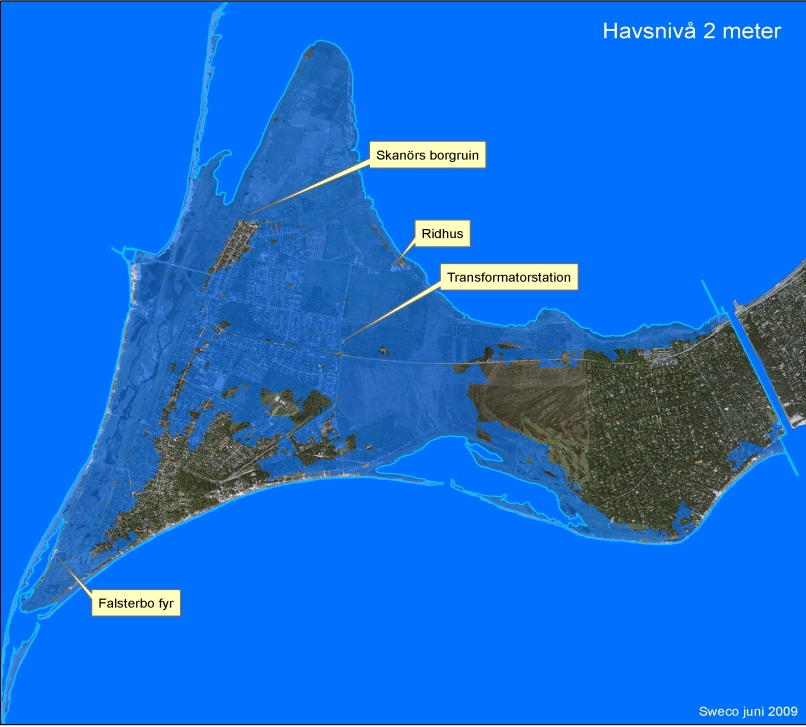 Havsnivå 2 meter
Skanörs borgruin
Ridhus
Transformatorstation
Falsterbo fyr
Sweco juni 2009